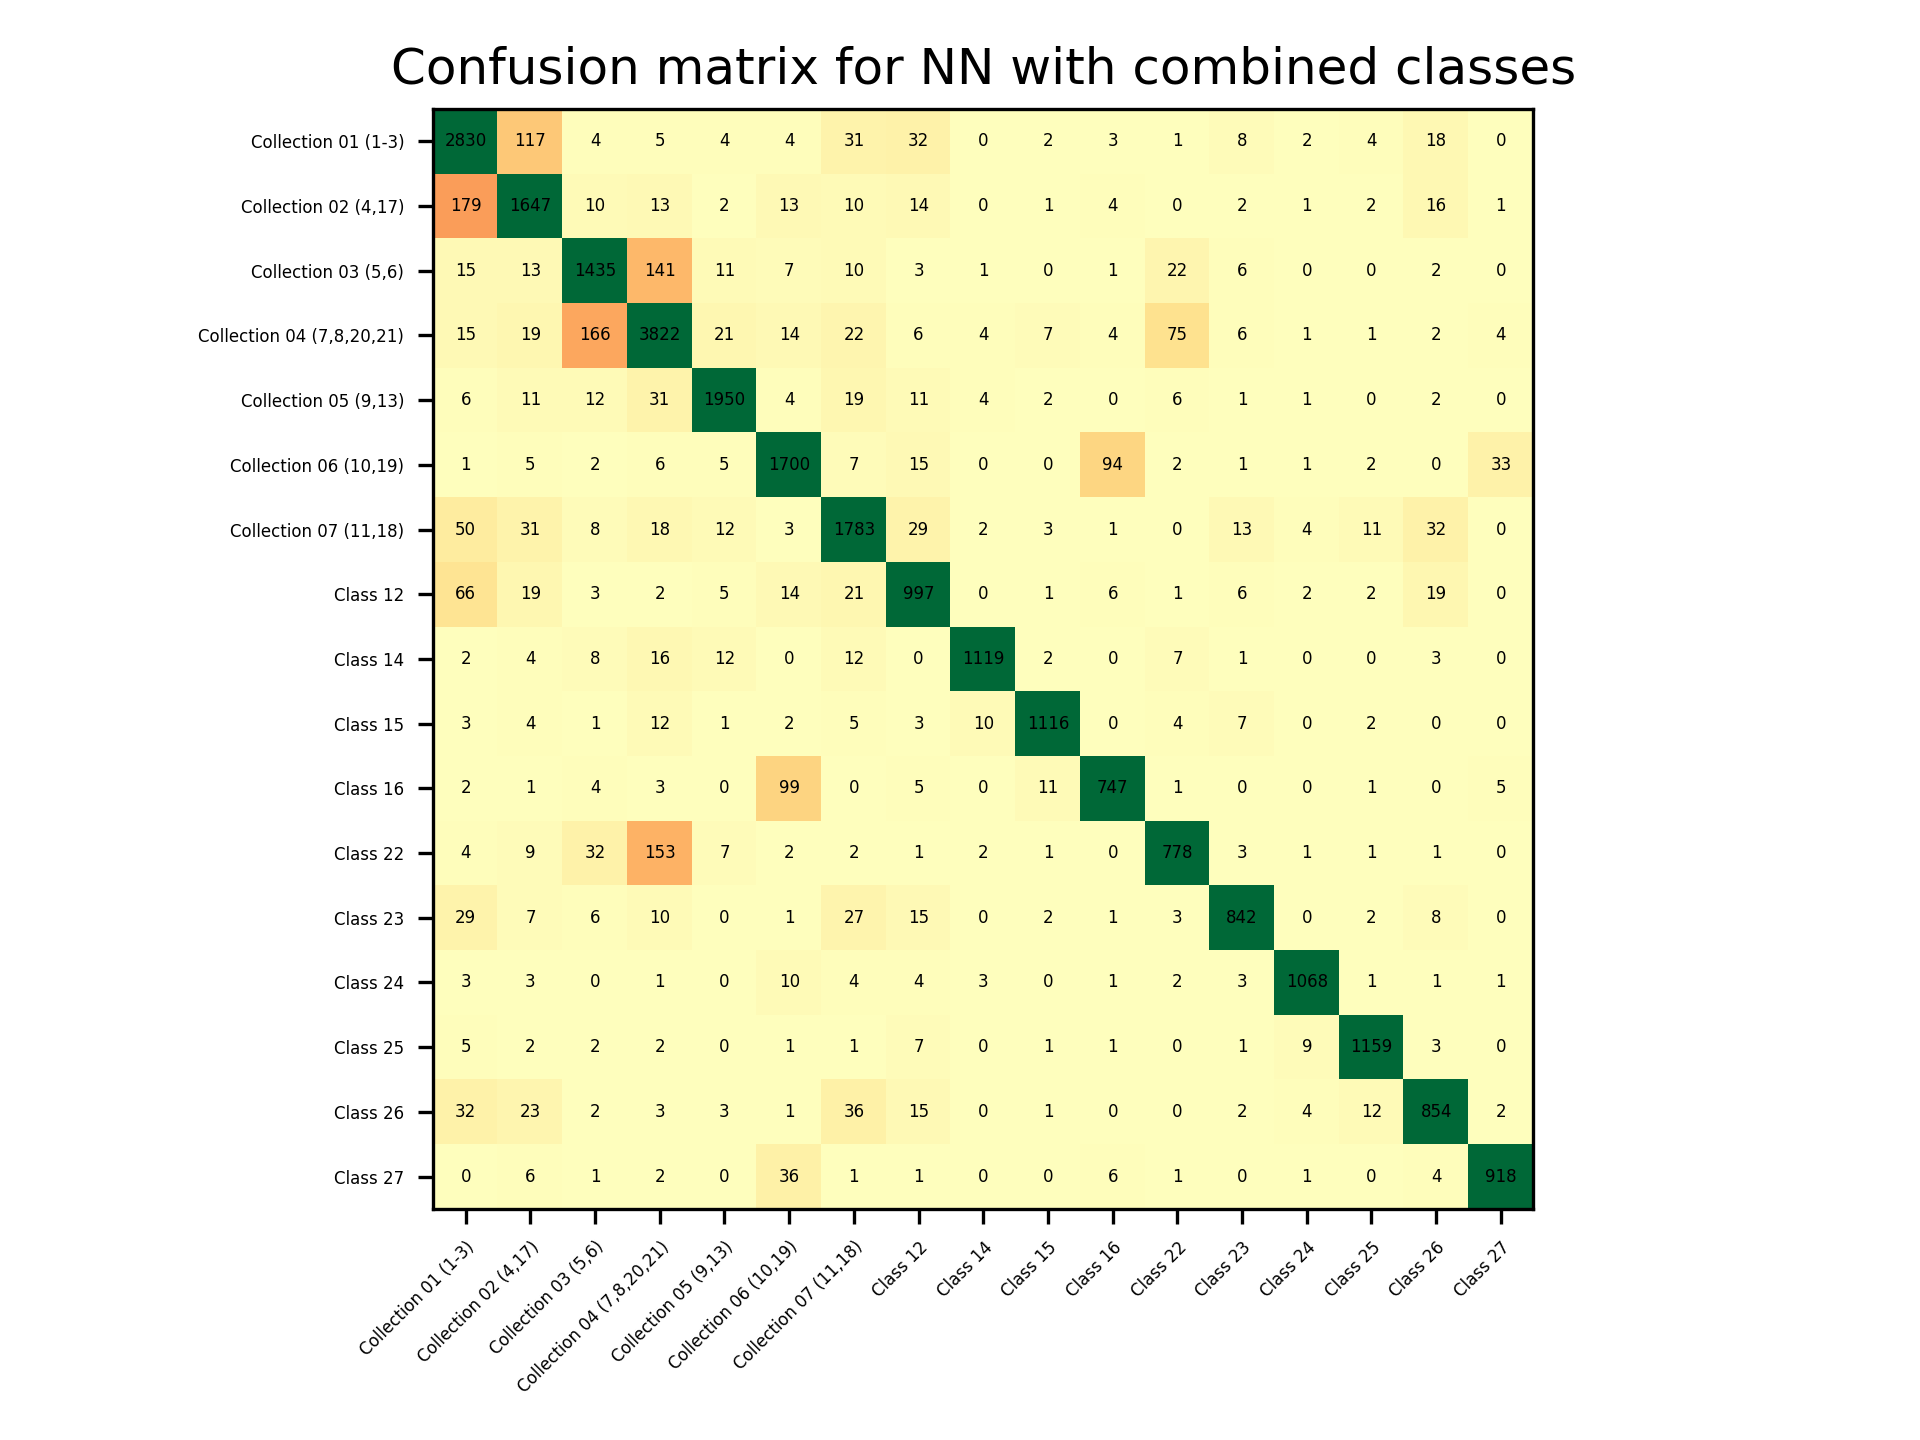 Confusion matrix for NN with combined classes
Collection 01 (1-3) 2830 117 4 5 4 4 31 32 0 2 3 1 8 2 4 18 0
Collection 02 (4,17) 179 1647 10 13 2 13 10 14 0 1 4 0 2 1 2 16 1
Collection 03 (5,6) 15 13 1435 141 11 7 10 3 1 0 1 22 6 0 0 2 0
Collection 04 (7,8,20,21) 15 19 166 3822 21 14 22 6 4 7 4 75 6 1 1 2 4
Collection 05 (9,13) 6 11 12 31 1950 4 19 11 4 2 0 6 1 1 0 2 0
Collection 06 (10,19) 1 5 2 6 5 1700 7 15 0 0 94 2 1 1 2 0 33
Collection 07 (11,18) 50 31 8 18 12 3 1783 29 2 3 1 0 13 4 11 32 0
Class 12 66 19 3 2 5 14 21 997 0 1 6 1 6 2 2 19 0
Class 14 2 4 8 16 12 0 12 0 1119 2 0 7 1 0 0 3 0
Class 15 3 4 1 12 1 2 5 3 10 1116 0 4 7 0 2 0 0
Class 16 2 1 4 3 0 99 0 5 0 11 747 1 0 0 1 0 5
Class 22 4 9 32 153 7 2 2 1 2 1 0 778 3 1 1 1 0
Class 23 29 7 6 10 0 1 27 15 0 2 1 3 842 0 2 8 0
Class 24 3 3 0 1 0 10 4 4 3 0 1 2 3 1068 1 1 1
Class 25 5 2 2 2 0 1 1 7 0 1 1 0 1 9 1159 3 0
Class 26 32 23 2 3 3 1 36 15 0 1 0 0 2 4 12 854 2
Class 27 0 6 1 2 0 36 1 1 0 0 6 1 0 1 0 4 918
Collection 01 (1-3)
Collection 02 (4,17)
Collection 03 (5,6)
Collection 04 (7,8,20,21)
Collection 05 (9,13)
Collection 06 (10,19)
Collection 07 (11,18)
Class 12
Class 14
Class 15
Class 16
Class 22
Class 23
Class 24
Class 25
Class 26
Class 27